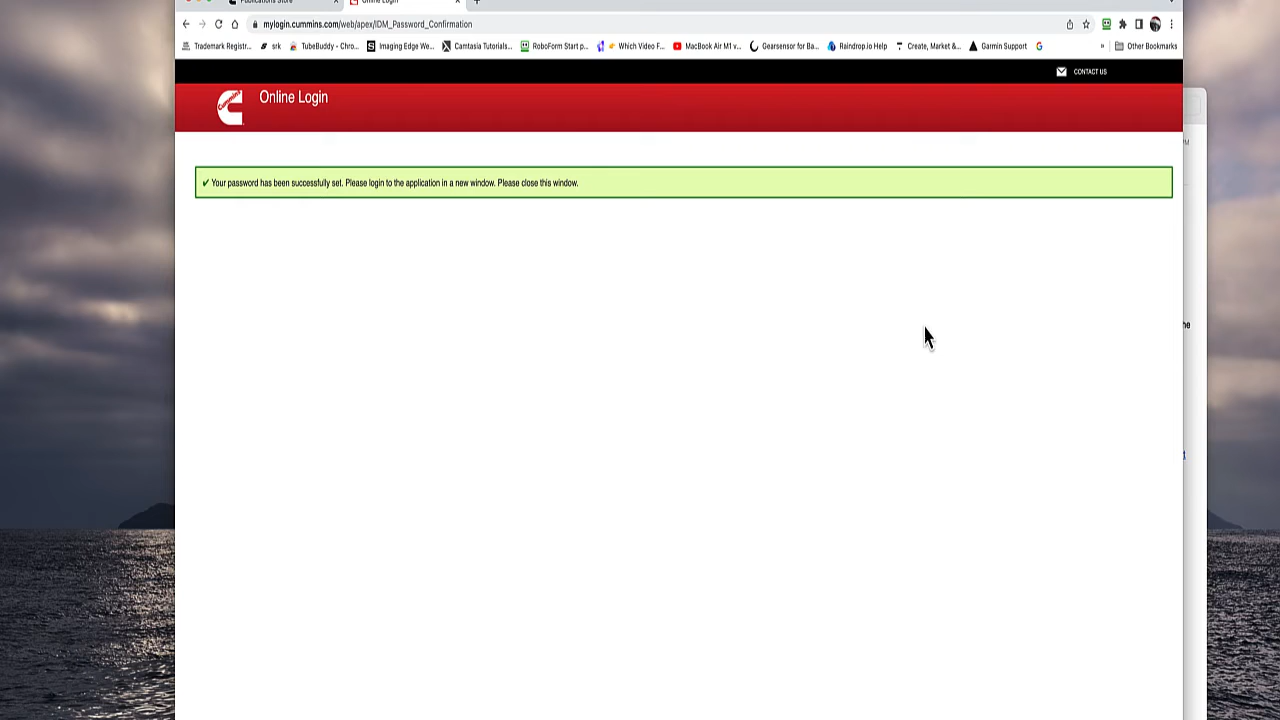 Publications Store
Online Login
mylogin.cummins.com/web/apex/IDM_Password_Confirmation
Trademark Registr... srk TubeBuddy - Chro... Imaging Edge We... Camtasia Tutorials... RoboForm Start p... Which Video F... MacBook Air M1 v... Gearsensor for Ba... Raindrop.io Help Create, Market &... Garmin Support » Other Bookmarks
CONTACT US
Cummins Online Login
✔ Your password has been successfully set. Please login to the application in a new window. Please close this window.
he